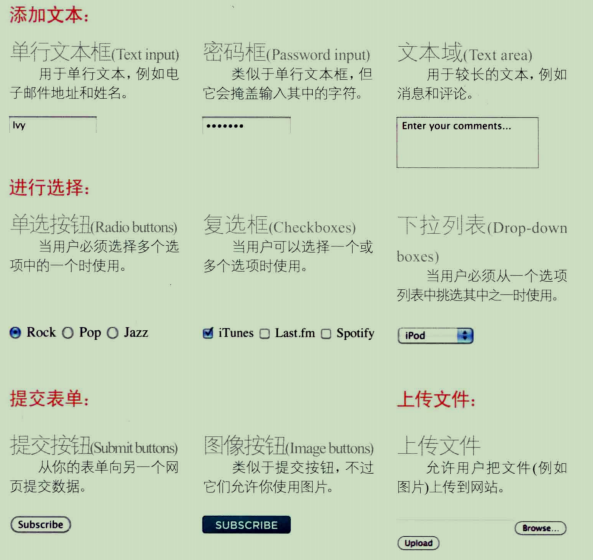 添加文本：
单行文本框(Text input)
用于单行文本，例如电
子邮件地址和姓名。
Ivy
密码框(Password input)
类似于单行文本框，但
它会掩盖输入其中的字符。
•••••••
文本域(Text area)
用于较长的文本，例如
消息和评论。
Enter your comments...
进行选择：
单选按钮(Radio buttons)
当用户必须选择多个选
项中的一个时使用。
Rock Pop Jazz
复选框(Checkboxes)
当用户可以选择一个或
多个选项时使用。
iTunes Last.fm Spotify
下拉列表(Drop-down
boxes)
当用户必须从一个选项
列表中挑选其中之一时使用。
iPod
提交表单：
提交按钮(Submit buttons)
从你的表单向另一个网
页提交数据。
Subscribe
图像按钮(Image buttons)
类似于提交按钮，不过
它们允许你使用图片。
SUBSCRIBE
上传文件：
上传文件
允许用户把文件(例如
图片)上传到网站。
Browse...
Upload